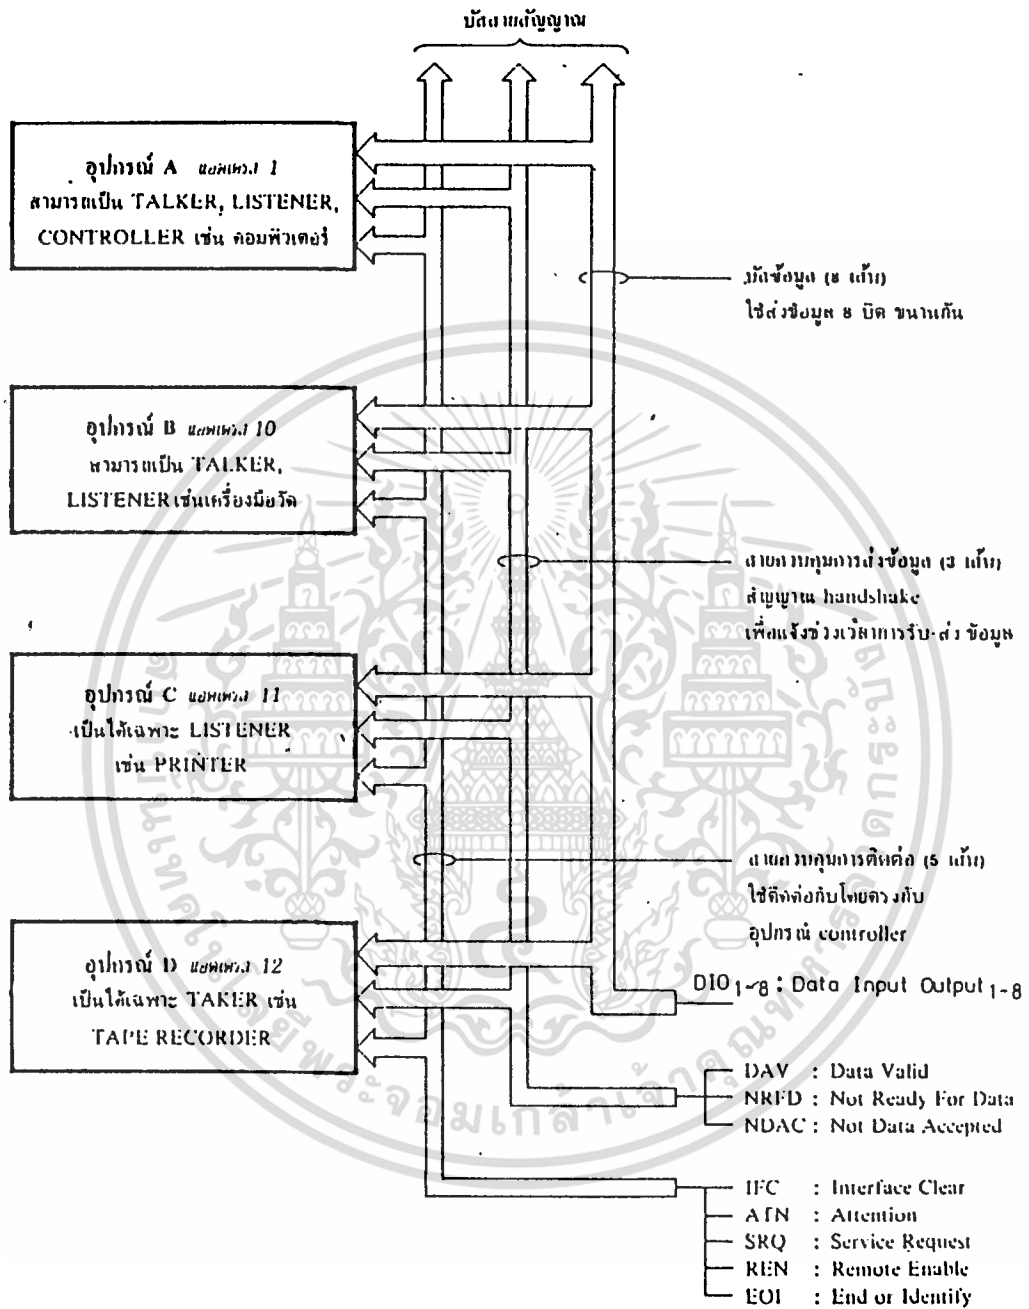 บัสสายสัญญาณ
อุปกรณ์ A แอดเดรส 1
สามารถเป็น TALKER, LISTENER,
CONTROLLER เช่น คอมพิวเตอร์
บัสข้อมูล (8 เส้น)
ใช้ส่งข้อมูล 8 บิต ขนานกัน
อุปกรณ์ B แอดเดรส 10
สามารถเป็น TALKER,
LISTENER เช่นเครื่องมือวัด
สายควบคุมการส่งข้อมูล (3 เส้น)
สัญญาณ handshake
เพื่อแจ้งช่วงเวลาการรับ-ส่ง ข้อมูล
อุปกรณ์ C แอดเดรส 11
เป็นได้เฉพาะ LISTENER
เช่น PRINTER
สายควบคุมการติดต่อ (5 เส้น)
ใช้ติดต่อกับโดยตรงกับ
อุปกรณ์ controller
อุปกรณ์ D แอดเดรส 12
เป็นได้เฉพาะ TAKER เช่น
TAPE RECORDER
DIO1-8 : Data Input Output1-8
DAV : Data Valid
NRFD : Not Ready For Data
NDAC : Not Data Accepted
IFC : Interface Clear
ATN : Attention
SRQ : Service Request
REN : Remote Enable
EOI : End or Identify